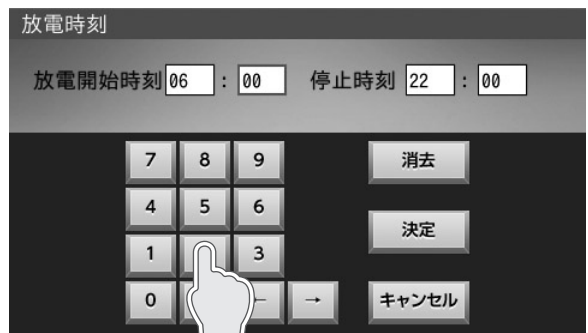 放電時刻
放電開始時刻 06 : 00 停止時刻 22 : 00
7 8 9 消去
4 5 6
決定
1 3
0 ← → キャンセル